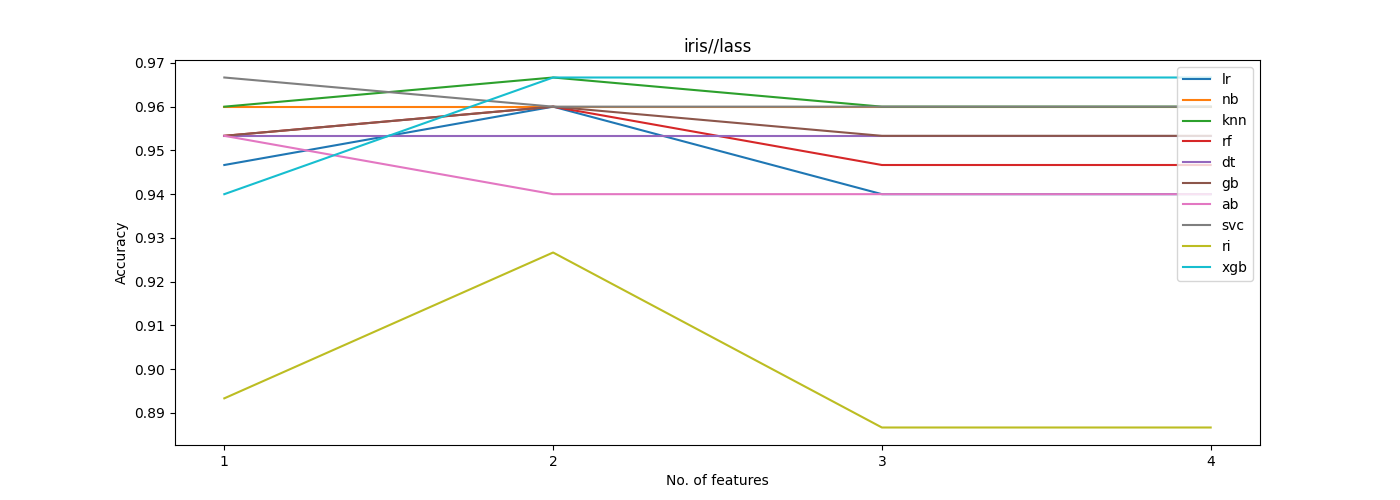 iris//lass
0.97
0.96
0.95
0.94
0.93
0.92
0.91
0.90
0.89
Accuracy
1 2 3 4
No. of features
lr
nb
knn
rf
dt
gb
ab
svc
ri
xgb